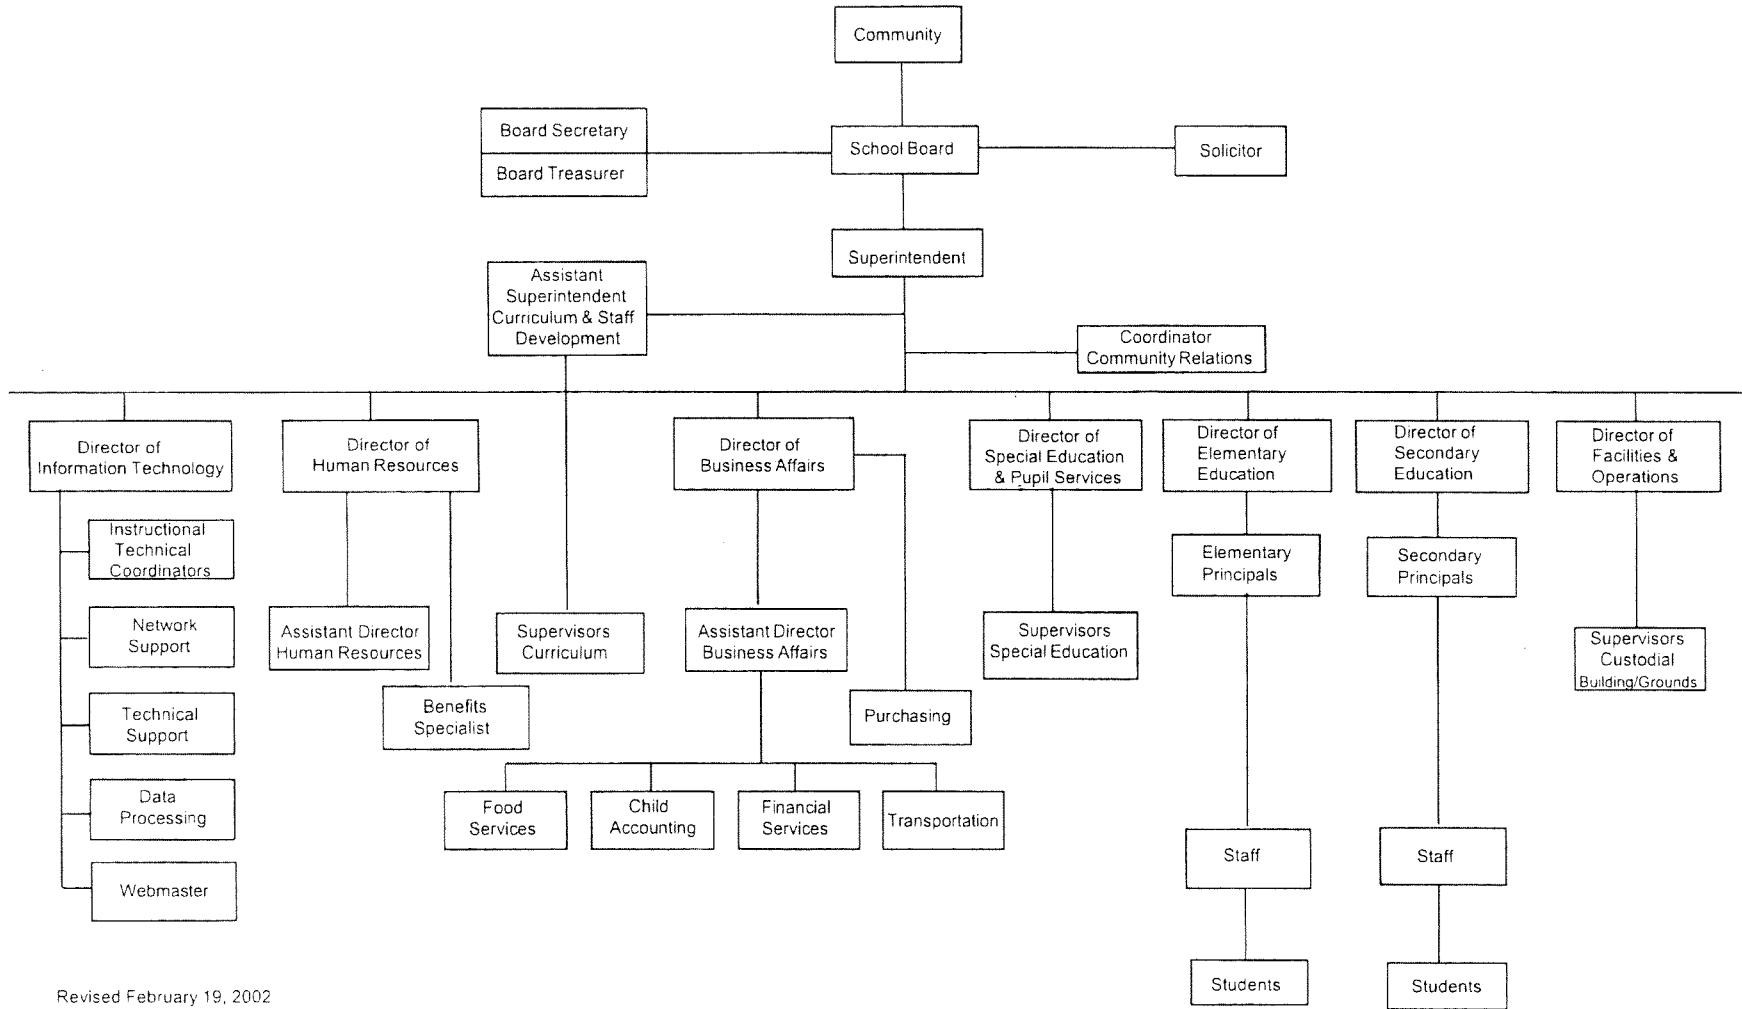 Community
Board Secretary
Board Treasurer
School Board
Solicitor
Superintendent
Assistant
Superintendent
Curriculum & Staff
Development
Coordinator
Community Relations
Director of
Information Technology
Director of
Human Resources
Director of
Business Affairs
Director of
Special Education
& Pupil Services
Director of
Elementary
Education
Director of
Secondary
Education
Director of
Facilities &
Operations
Instructional
Technical
Coordinators
Network
Support
Technical
Support
Data
Processing
Webmaster
Assistant Director
Human Resources
Benefits
Specialist
Supervisors
Curriculum
Assistant Director
Business Affairs
Purchasing
Food
Services
Child
Accounting
Financial
Services
Transportation
Supervisors
Special Education
Elementary
Principals
Staff
Students
Secondary
Principals
Staff
Students
Supervisors
Custodial
Building/Grounds
Revised February 19, 2002